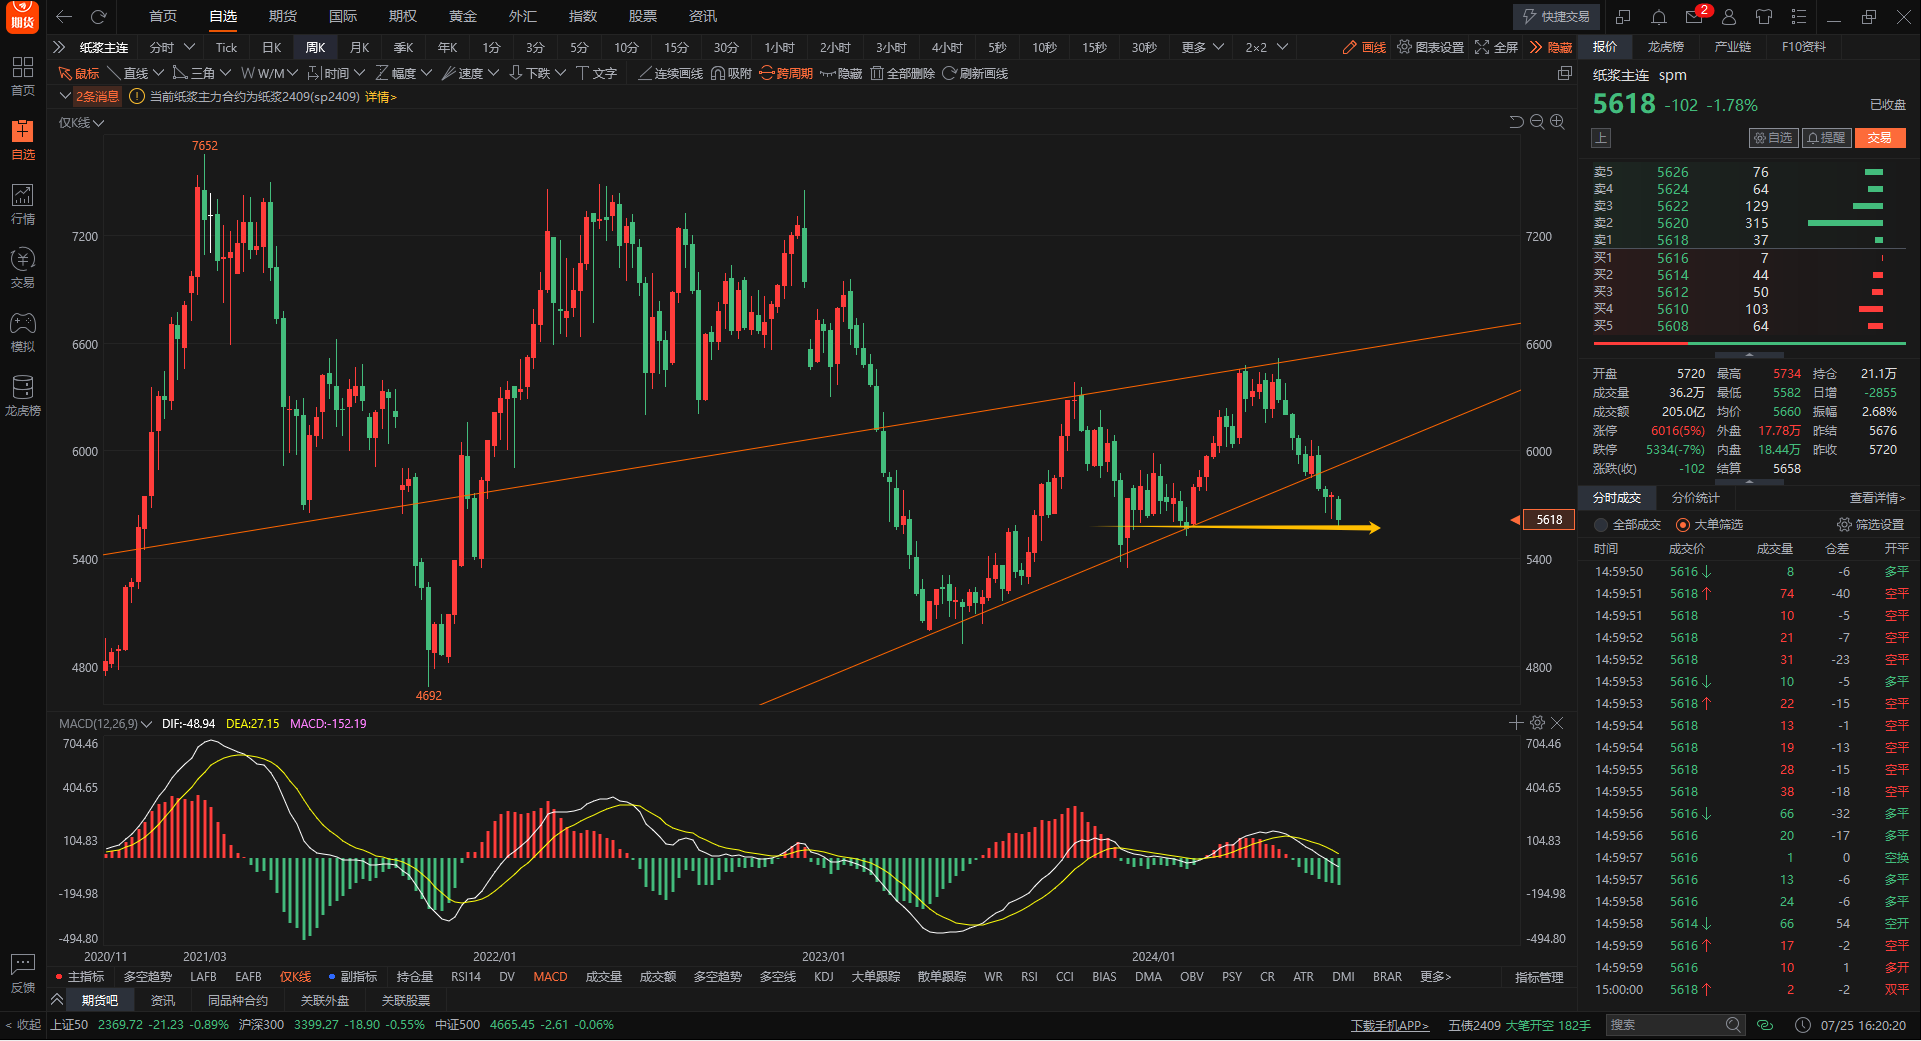 期货 首页 自选 期货 国际 期权 黄金 外汇 指数 股票 资讯 快捷交易 2
纸浆主连 分时 Tick 日K 周K 月K 季K 年K 1分 3分 5分 10分 15分 30分 1小时 2小时 3小时 4小时 5秒 10秒 15秒 30秒 更多 2×2 画线 图表设置 全屏 隐藏
鼠标 直线 三角 W/M 时间 幅度 速度 下跌 文字 连续画线 吸附 跨周期 隐藏 全部删除 刷新画线
2条消息 当前纸浆主力合约为纸浆2409(sp2409) 详情>
仅K线
首页
自选
行情
交易
模拟
龙虎榜
反馈
< 收起
7652
4692
7200 7200
6600 6600
6000 6000
5618
5400 5400
4800 4800
MACD(12,26,9) DIF:-48.94 DEA:27.15 MACD:-152.19
704.46 704.46
404.65 404.65
104.83 104.83
-194.98 -194.98
-494.80 -494.80
2020/11 2021/03 2022/01 2023/01 2024/01
主指标 多空趋势 LAFB EAFB 仅K线 副指标 持仓量 RSI14 DV MACD 成交量 成交额 多空趋势 多空线 KDJ 大单跟踪 散单跟踪 WR RSI CCI BIAS DMA OBV PSY CR ATR DMI BRAR 更多> 指标管理
期货吧 资讯 同品种合约 关联外盘 关联股票
报价 龙虎榜 产业链 F10资料
纸浆主连 spm
5618 -102 -1.78% 已收盘
上 自选 提醒 交易
卖5 5626 76
卖4 5624 64
卖3 5622 129
卖2 5620 315
卖1 5618 37
买1 5616 7
买2 5614 44
买3 5612 50
买4 5610 103
买5 5608 64
开盘 5720 最高 5734 持仓 21.1万
成交量 36.2万 最低 5582 日增 -2855
成交额 205.0亿 均价 5660 振幅 2.68%
涨停 6016(5%) 外盘 17.78万 昨结 5676
跌停 5334(-7%) 内盘 18.44万 昨收 5720
涨跌(收) -102 结算 5658
分时成交 分价统计 查看详情>
全部成交 大单筛选 筛选设置
时间 成交价 成交量 仓差 开平
14:59:50 5616↓ 8 -6 多平
14:59:51 5618↑ 74 -40 空平
14:59:51 5618 10 -5 空平
14:59:52 5618 21 -7 空平
14:59:52 5618 31 -23 空平
14:59:53 5616↓ 10 -5 多平
14:59:53 5618↑ 22 -15 空平
14:59:54 5618 13 -1 空平
14:59:54 5618 19 -13 空平
14:59:55 5618 28 -15 空平
14:59:55 5618 38 -18 空平
14:59:56 5616↓ 66 -32 多平
14:59:56 5616 20 -17 多平
14:59:57 5616 1 0 空换
14:59:57 5616 13 -6 多平
14:59:58 5616 24 -6 多平
14:59:58 5614↓ 66 54 空开
14:59:59 5616↑ 17 -2 空平
14:59:59 5616 10 1 多开
15:00:00 5618↑ 2 -2 双平
上证50 2369.72 -21.23 -0.89% 沪深300 3399.27 -18.90 -0.55% 中证500 4665.45 -2.61 -0.06% 下载手机APP> 五债2409 大笔开空 182手 搜索 07/25 16:20:20